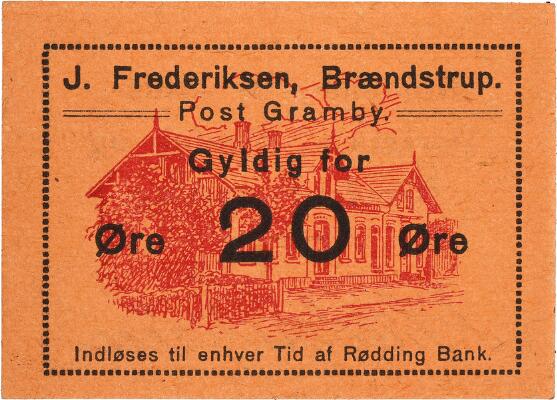 J. Frederiksen, Brændstrup.
Post Gramby.
Gyldig for
Øre 20 Øre
Indløses til enhver Tid af Rødding Bank.